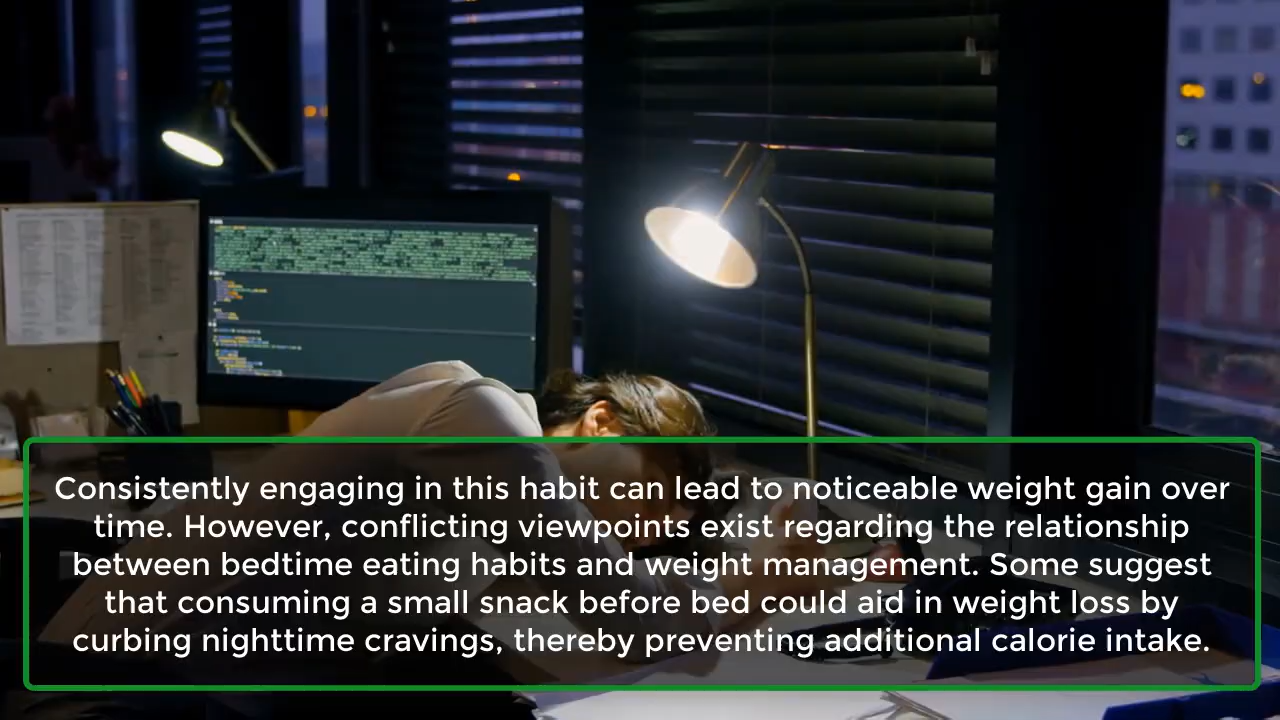 Consistently engaging in this habit can lead to noticeable weight gain over
time. However, conflicting viewpoints exist regarding the relationship
between bedtime eating habits and weight management. Some suggest
that consuming a small snack before bed could aid in weight loss by
curbing nighttime cravings, thereby preventing additional calorie intake.